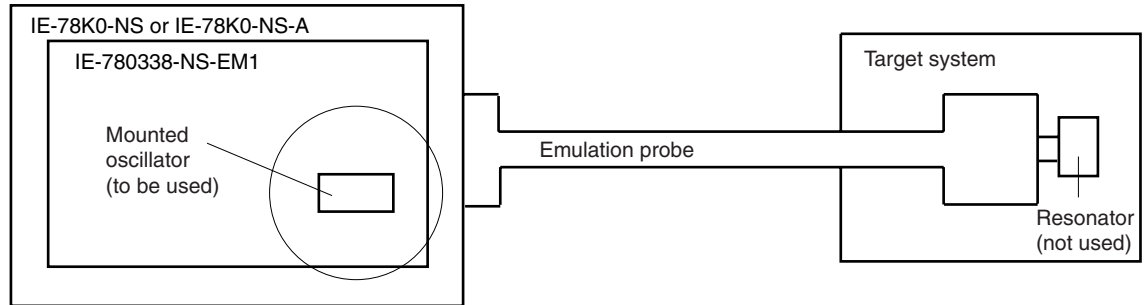 IE-78K0-NS or IE-78K0-NS-A
IE-780338-NS-EM1
Mounted
oscillator
(to be used)
Emulation probe
Target system
Resonator
(not used)